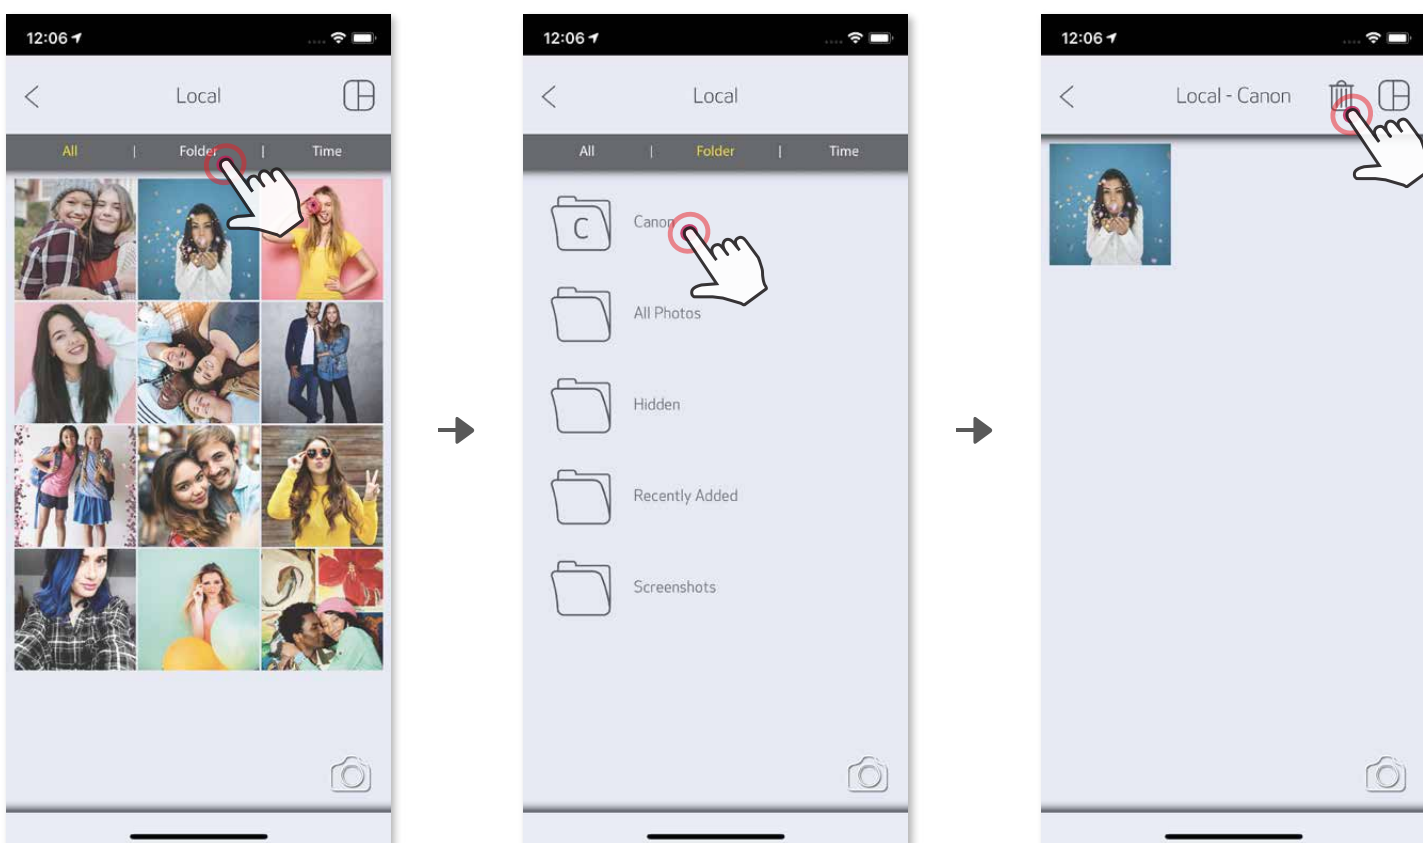 12:06
Local
All | Folder | Time
12:06
Local
All | Folder | Time
C
Canon
All Photos
Hidden
Recently Added
Screenshots
12:06
Local - Canon